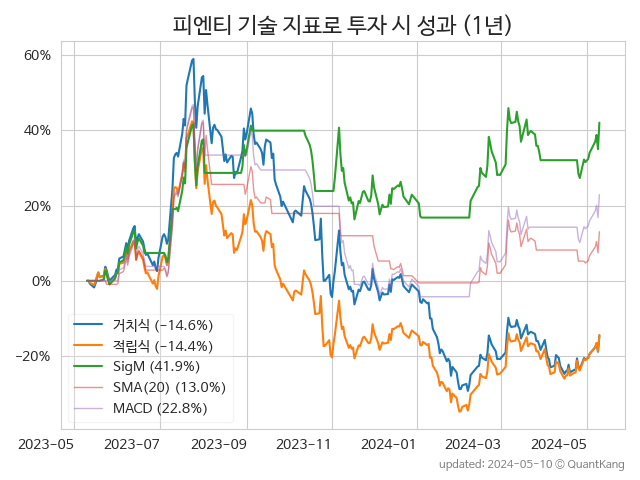 피엔티 기술 지표로 투자 시 성과 (1년)
60%
40%
20%
0%
−20%
거치식 (−14.6%)
적립식 (−14.4%)
SigM (41.9%)
SMA(20) (13.0%)
MACD (22.8%)
2023-05 2023-07 2023-09 2023-11 2024-01 2024-03 2024-05
updated: 2024-05-10 © QuantKang